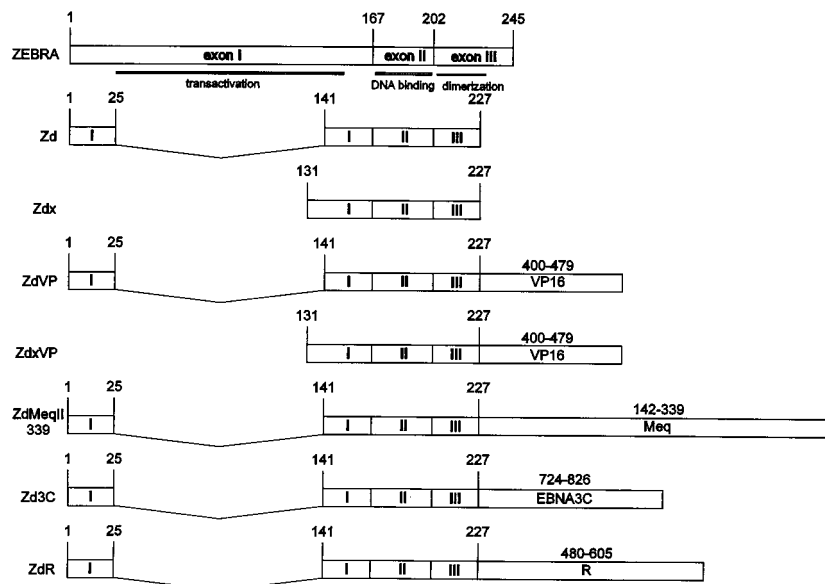 1 167 202 245
ZEBRA exon I exon II exon III
transactivation DNA binding dimerization
1 25 141 227
Zd I I II III
131 227
Zdx I II III
1 25 141 227 400-479
ZdVP I I II III VP16
131 227 400-479
ZdxVP I II III VP16
1 25 141 227 142-339
ZdMeqII
339 I I II III Meq
1 25 141 227 724-826
Zd3C I I II III EBNA3C
1 25 141 227 480-605
ZdR I I II III R